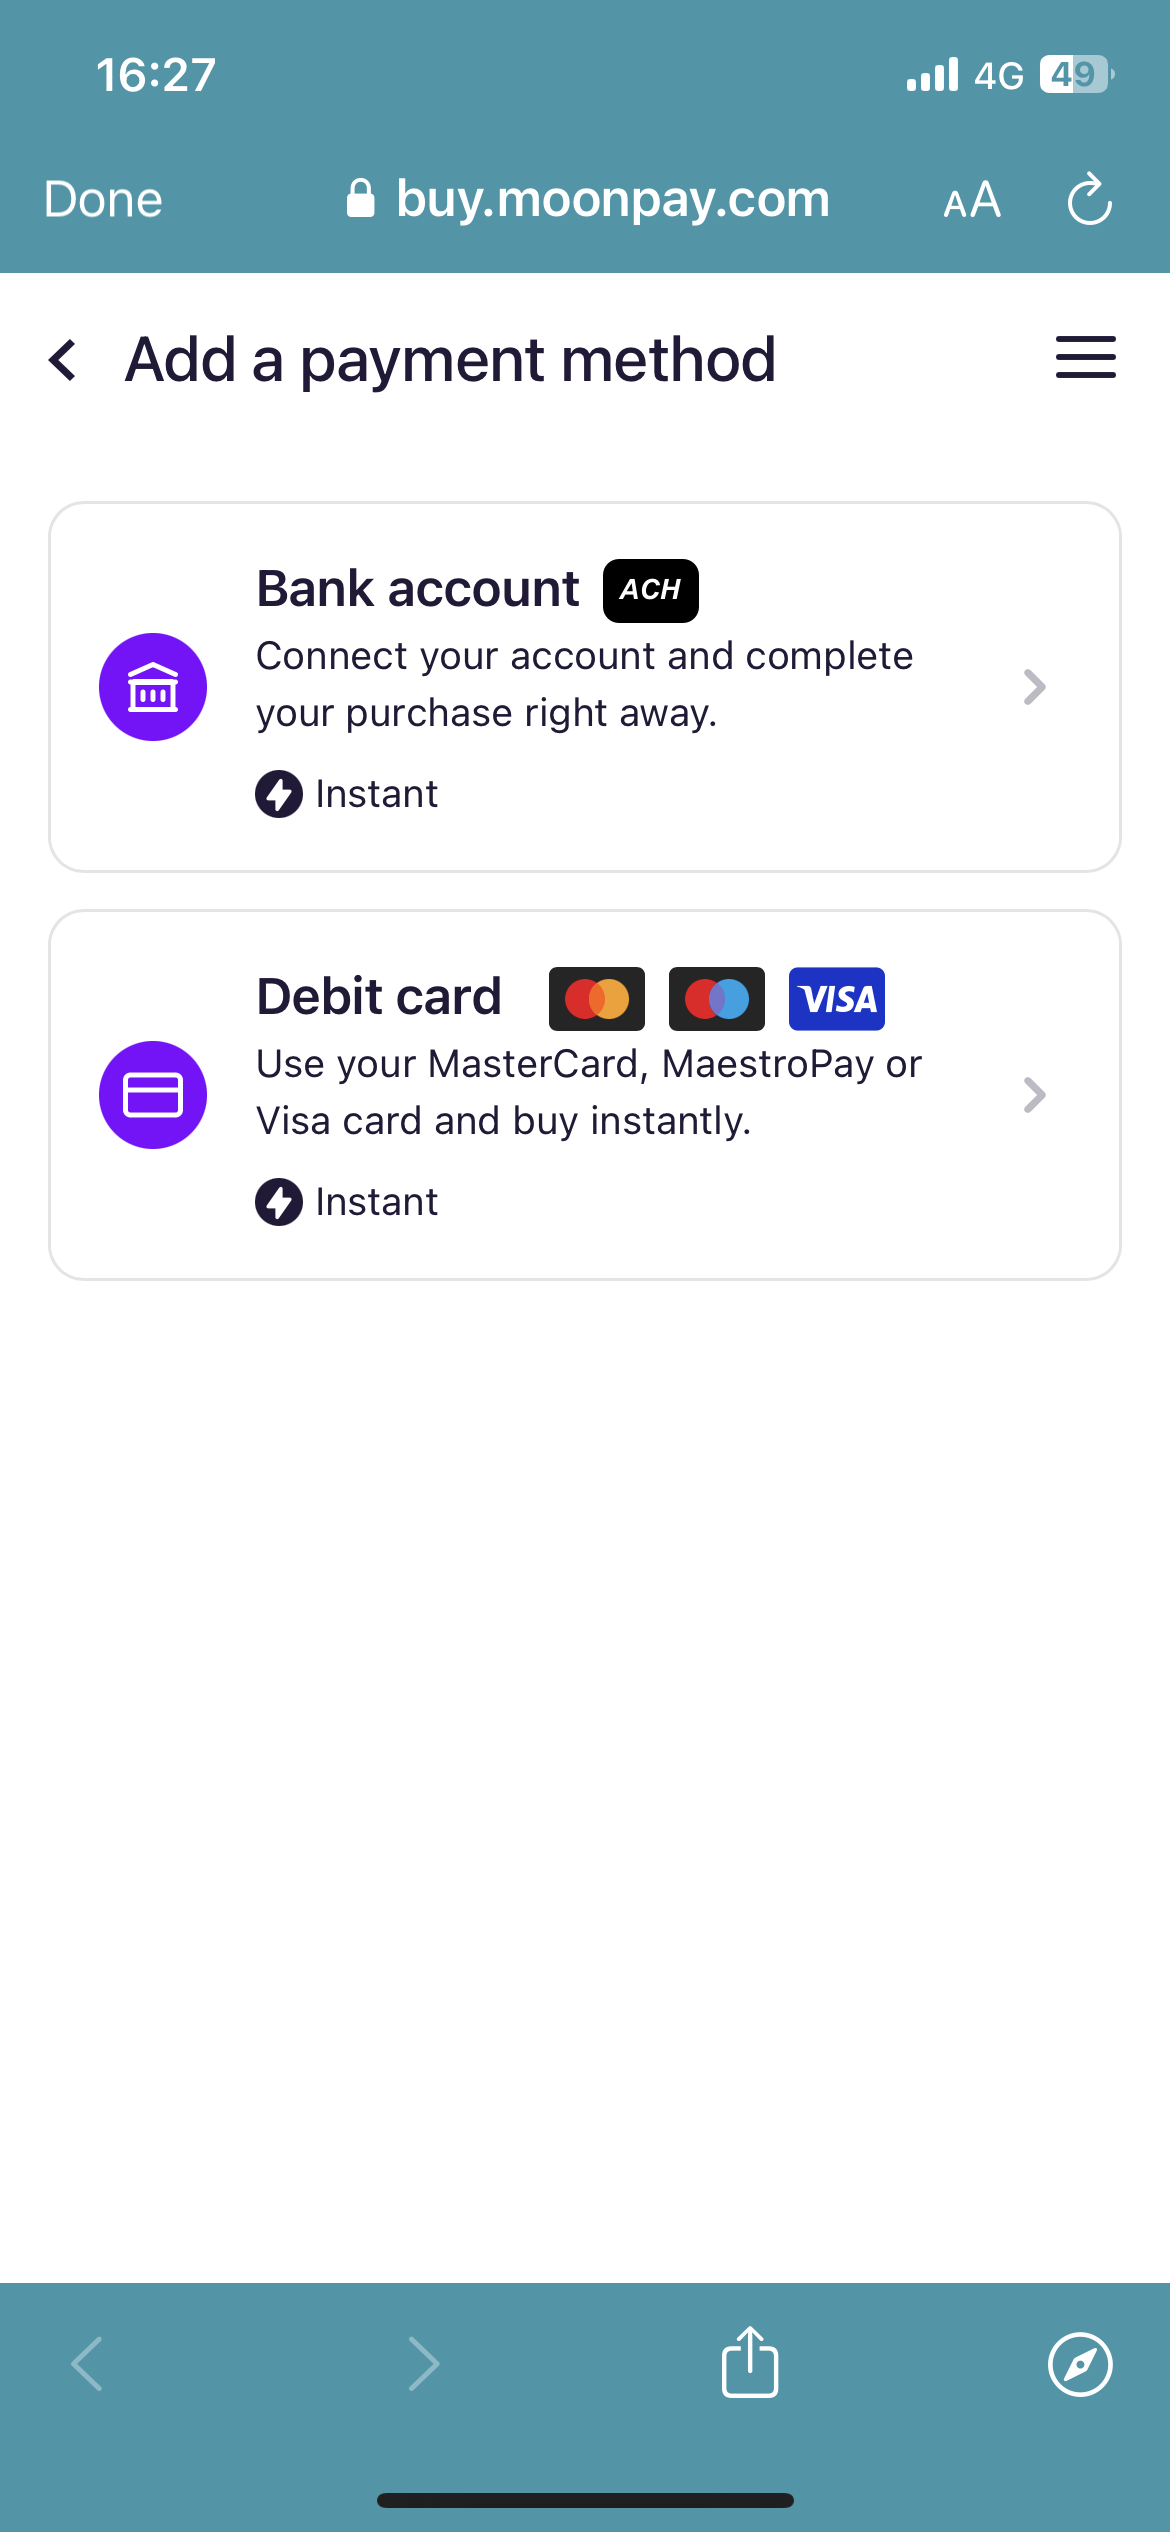 16:27
4G
49
Done
buy.moonpay.com
AA
Add a payment method
Bank account
ACH
Connect your account and complete
your purchase right away.
Instant
Debit card
VISA
Use your MasterCard, MaestroPay or
Visa card and buy instantly.
Instant